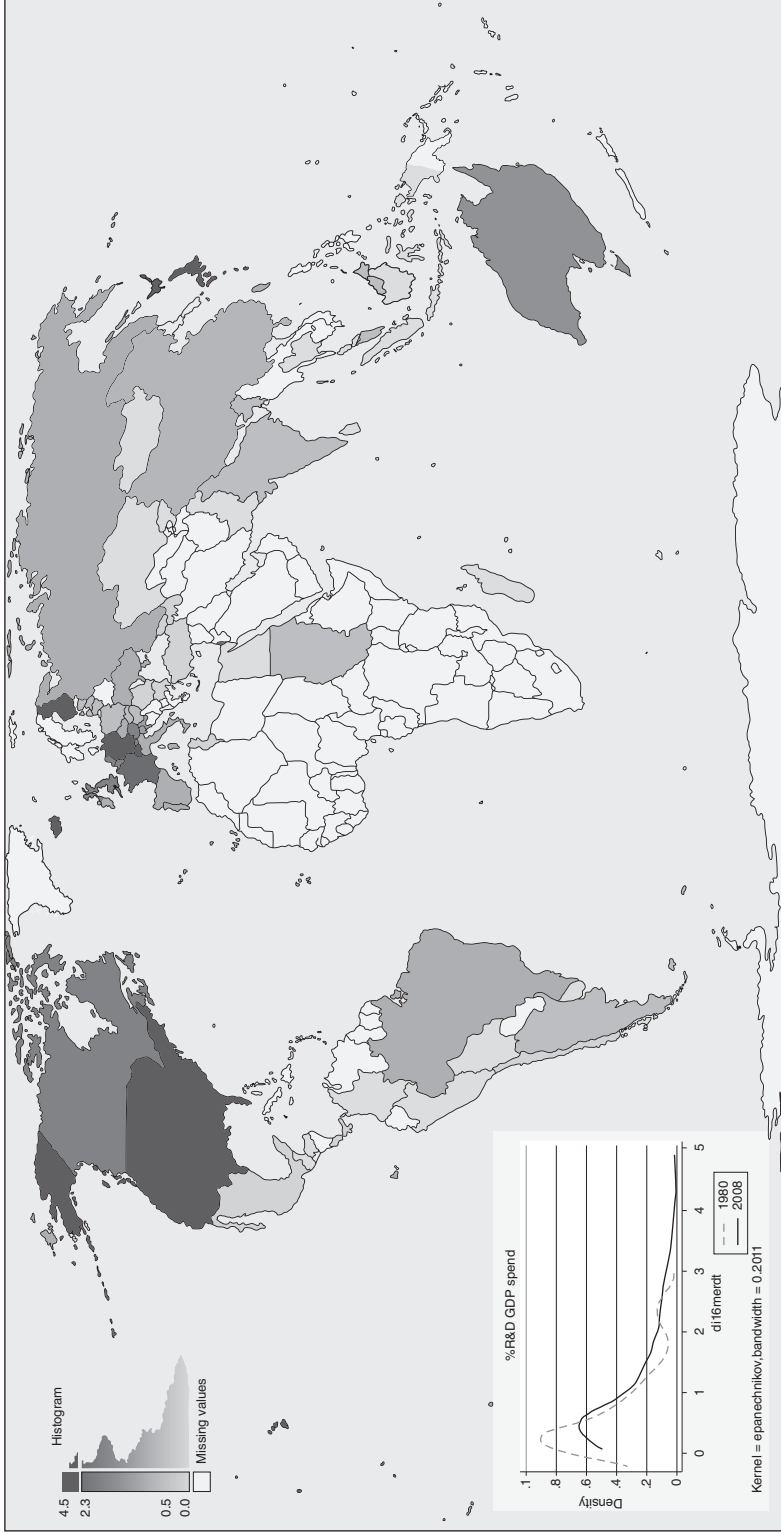 Histogram
4.5
2.3
0.5
0.0
Missing values
%R&D GDP spend
.1
.8
.6
.4
.2
0
Density
0 1 2 3 4 5
di16merdt
1980
2008
Kernel = epanechnikov,bandwidth = 0.2011